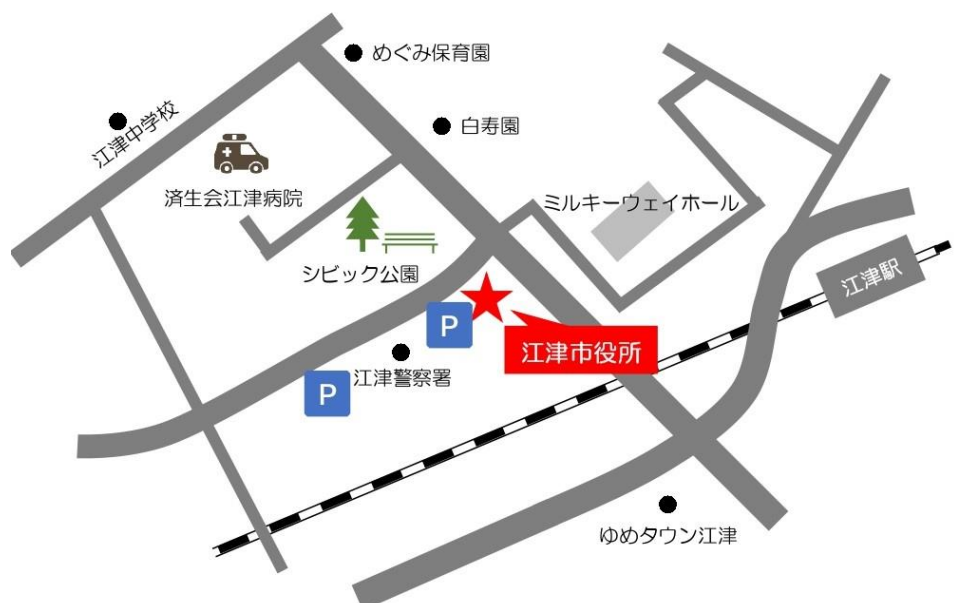 めぐみ保育園
江津中学校
白寿園
済生会江津病院
ミルキーウェイホール
シビック公園
江津駅
P
江津市役所
江津警察署
P
ゆめタウン江津